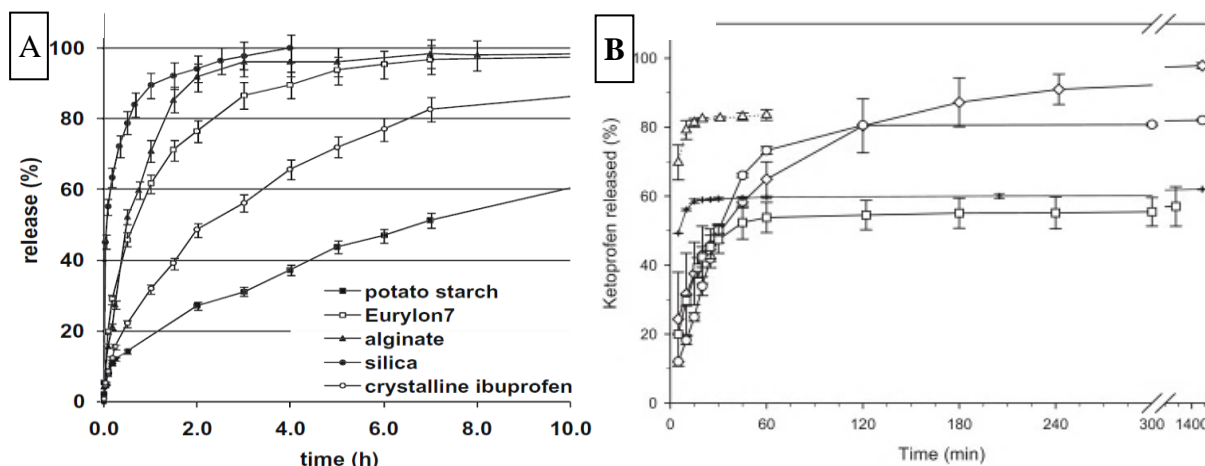 A
release (%)
100
80
60
40
20
0
potato starch
Eurylon7
alginate
silica
crystalline ibuprofen
0.0
2.0
4.0
6.0
8.0
10.0
time (h)
B
Ketoprofen released (%)
100
80
60
40
20
0
0
60
120
180
240
300
1400
Time (min)